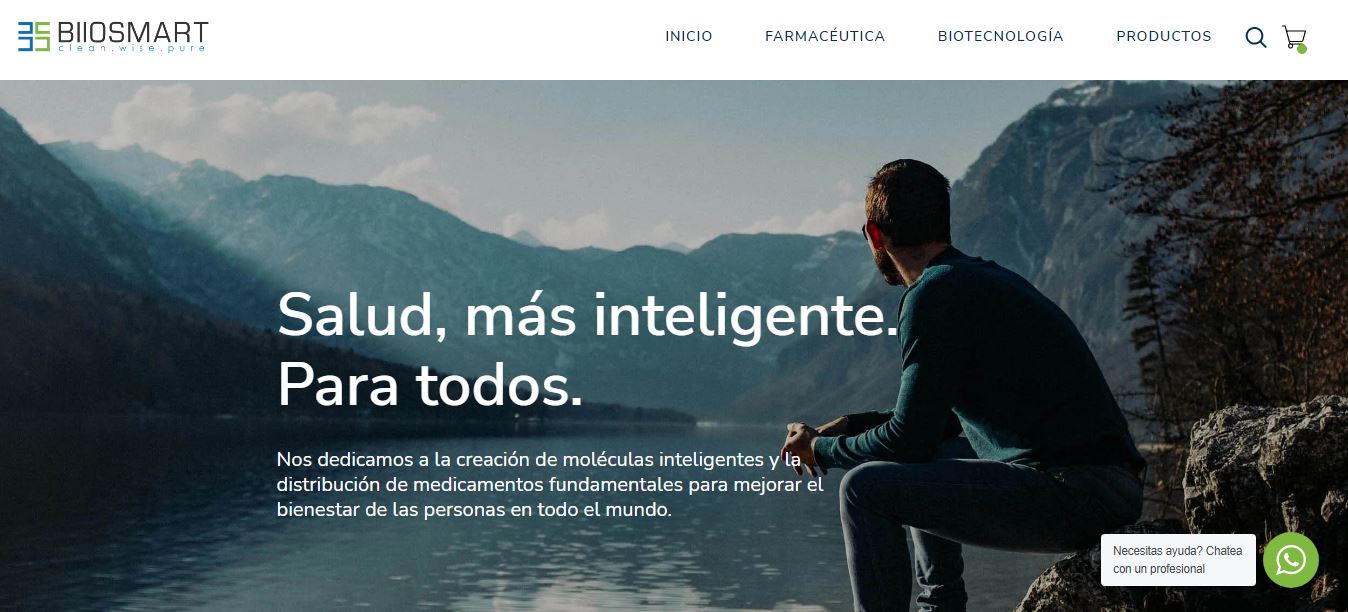 BIIOSMART
clean.wise.pure
INICIO
FARMACÉUTICA
BIOTECNOLOGÍA
PRODUCTOS
Salud, más inteligente.
Para todos.
Nos dedicamos a la creación de moléculas inteligentes y la
distribución de medicamentos fundamentales para mejorar el
bienestar de las personas en todo el mundo.
Necesitas ayuda? Chatea
con un profesional